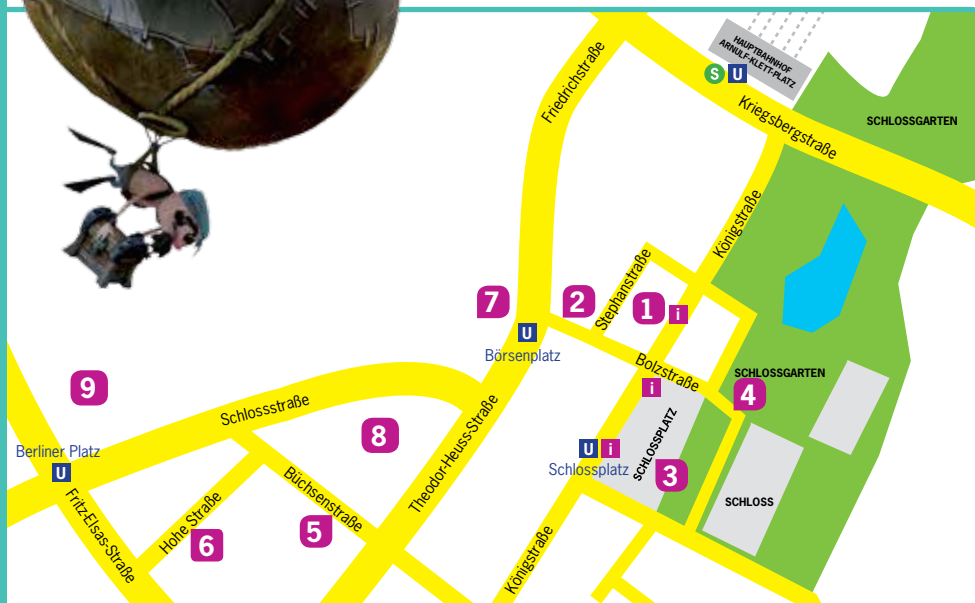 Friedrichstraße
HAUPTBAHNHOF
ARNULF-KLETT-PLATZ
S U
Kriegsbergstraße
SCHLOSSGARTEN
Königstraße
Stephanstraße
7
2
1 i
U
Börsenplatz
Bolzstraße
i
SCHLOSSGARTEN
4
9
Schlossstraße
8
Theodor-Heuss-Straße
Berliner Platz
U
U i
Schlossplatz
SCHLOSSPLATZ
3
SCHLOSS
Büchsenstraße
5
Hohe Straße
6
Fritz-Elsas-Straße
Königstraße